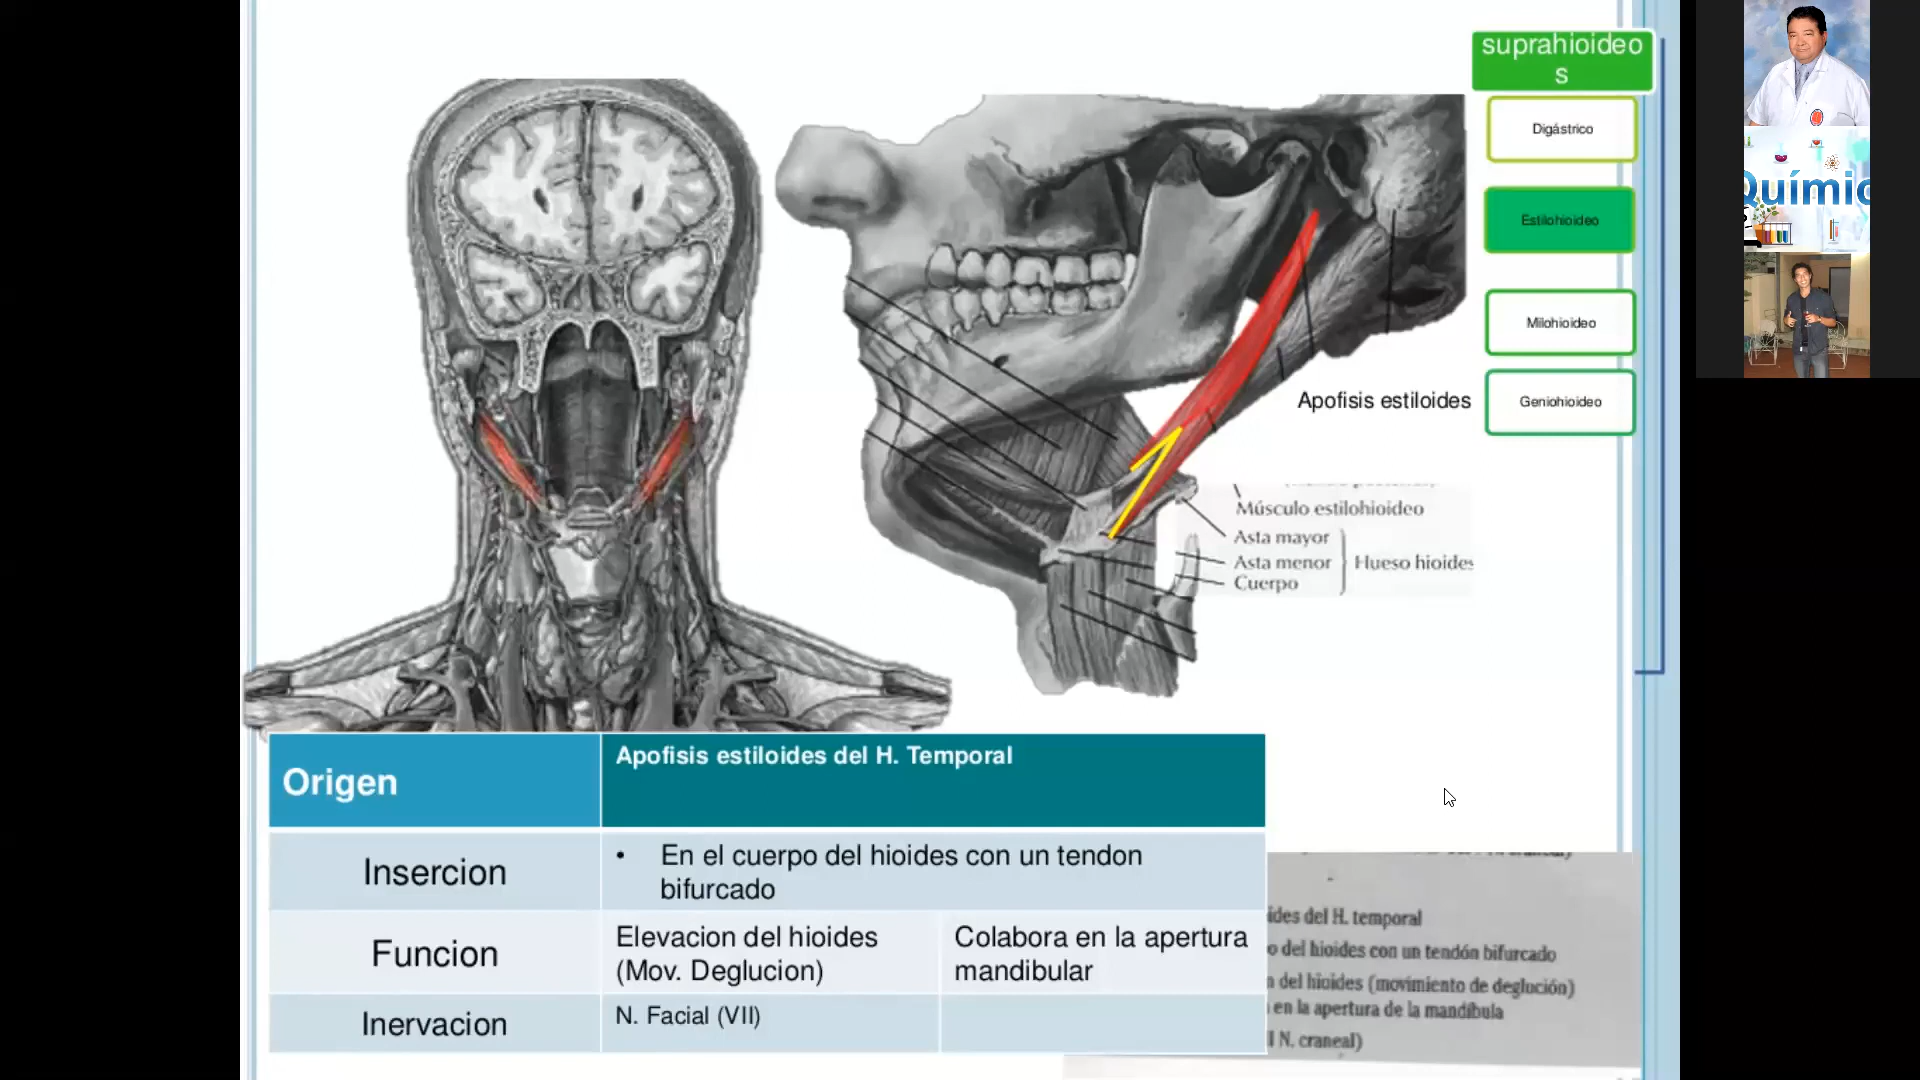 suprahioideo
s
Digástrico
Estilohioideo
Milohioideo
Geniohioideo
Químic
Apofisis estiloides
Músculo estilohioideo
Asta mayor
Asta menor
Cuerpo
Hueso hioides
Origen
Apofisis estiloides del H. Temporal
Insercion
• En el cuerpo del hioides con un tendon
bifurcado
Funcion
Elevacion del hioides
(Mov. Deglucion)
Colabora en la apertura
mandibular
Inervacion
N. Facial (VII)
ides del H. temporal
o del hioides con un tendón bifurcado
n del hioides (movimiento de deglución)
en la apertura de la mandíbula
I N. craneal)